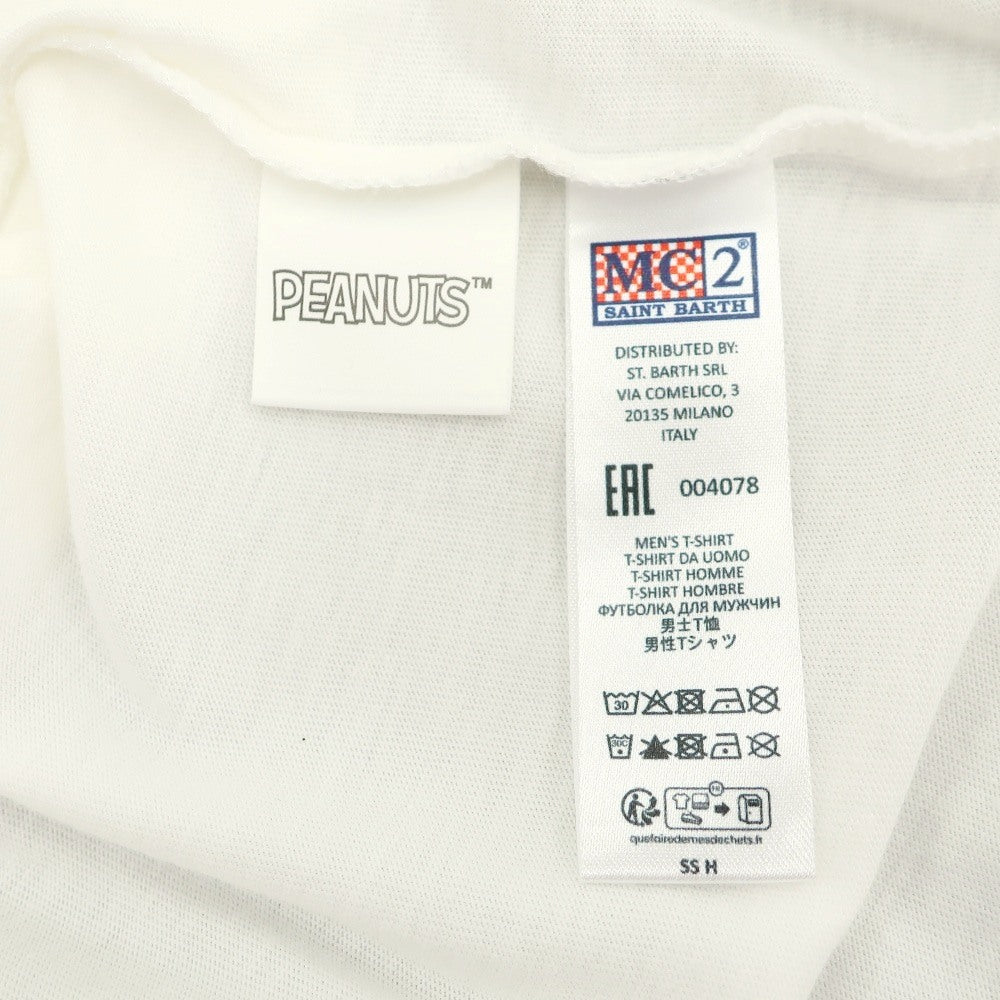 PEANUTS™
MC2®
SAINT BARTH
DISTRIBUTED BY:
ST. BARTH SRL
VIA COMELICO, 3
20135 MILANO
ITALY
EAC 004078
MEN'S T-SHIRT
T-SHIRT DA UOMO
T-SHIRT HOMME
T-SHIRT HOMBRE
ФУТБОЛКА ДЛЯ МУЖЧИН
男士T恤
男性Tシャツ
30
30C
FR
quefairedemesdechets.fr
SS H